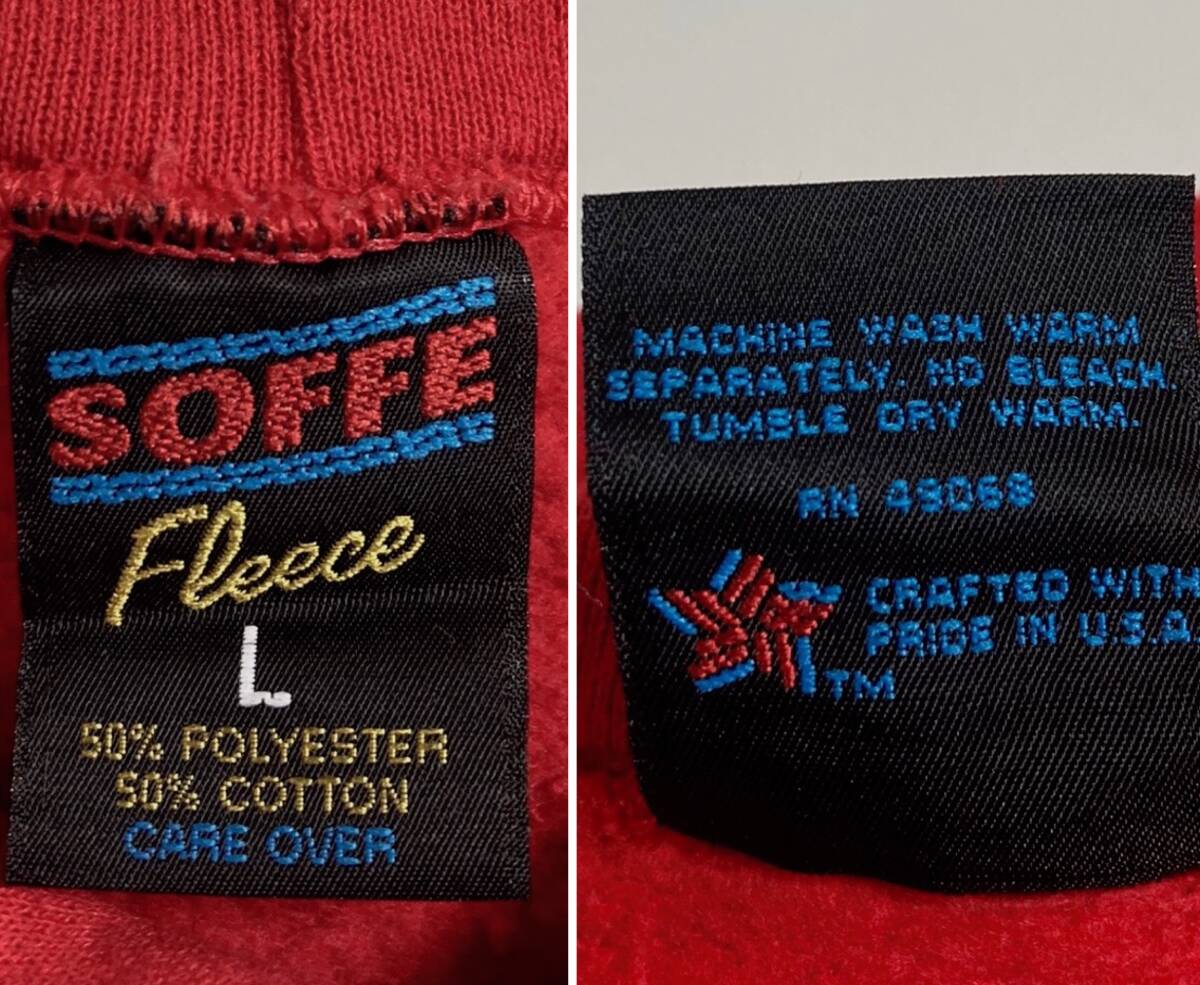 SOFFE
Fleece
L
50% POLYESTER
50% COTTON
CARE OVER
MACHINE WASH WARM
SEPARATELY. NO BLEACH.
TUMBLE DRY WARM.
RN 49068
CRAFTED WITH
PRIDE IN U.S.A.
TM